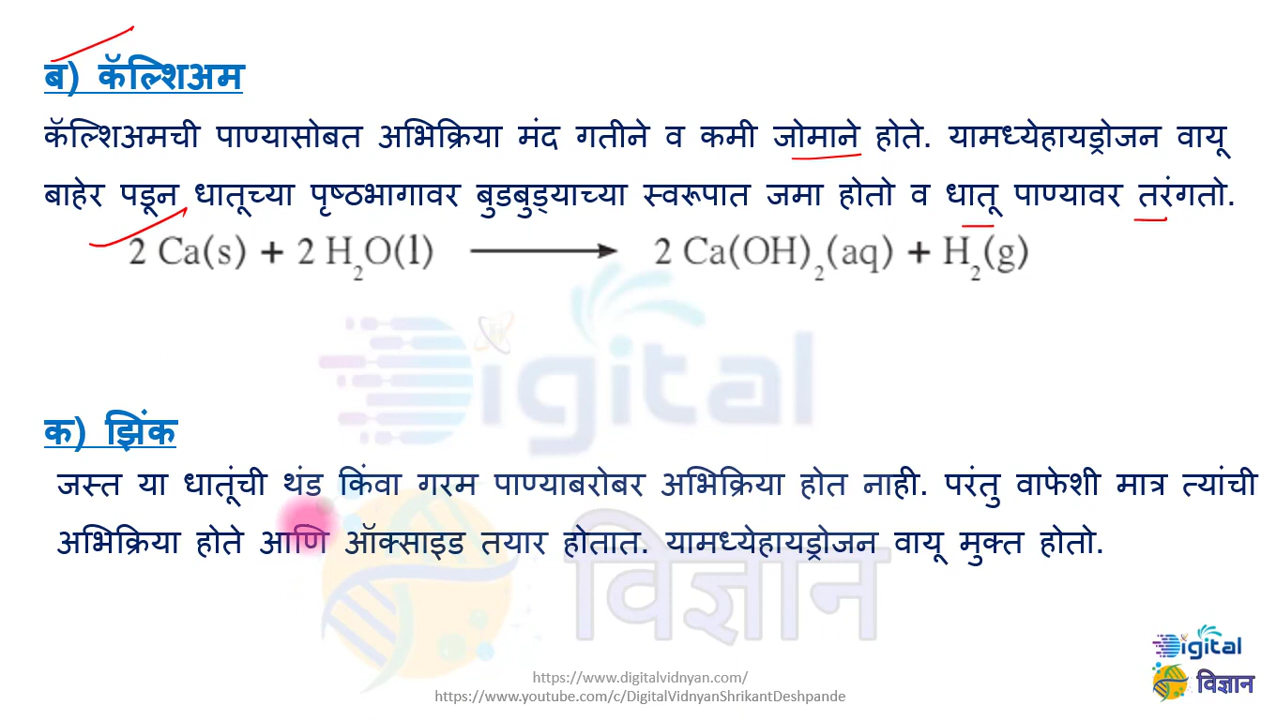 ब) कॅल्शिअम
कॅल्शिअमची पाण्यासोबत अभिक्रिया मंद गतीने व कमी जोमाने होते. यामध्येहायड्रोजन वायू
बाहेर पडून धातूच्या पृष्ठभागावर बुडबुड्याच्या स्वरूपात जमा होतो व धातू पाण्यावर तरंगतो.
2 Ca(s) + 2 H₂O(l) ⟶ 2 Ca(OH)₂(aq) + H₂(g)
Digital
क) झिंक
जस्त या धातूंची थंड किंवा गरम पाण्याबरोबर अभिक्रिया होत नाही. परंतु वाफेशी मात्र त्यांची
अभिक्रिया होते आणि ऑक्साइड तयार होतात. यामध्येहायड्रोजन वायू मुक्त होतो.
विज्ञान
Digital
विज्ञान
https://www.digitalvidnyan.com/
https://www.youtube.com/c/DigitalVidnyanShrikantDeshpande